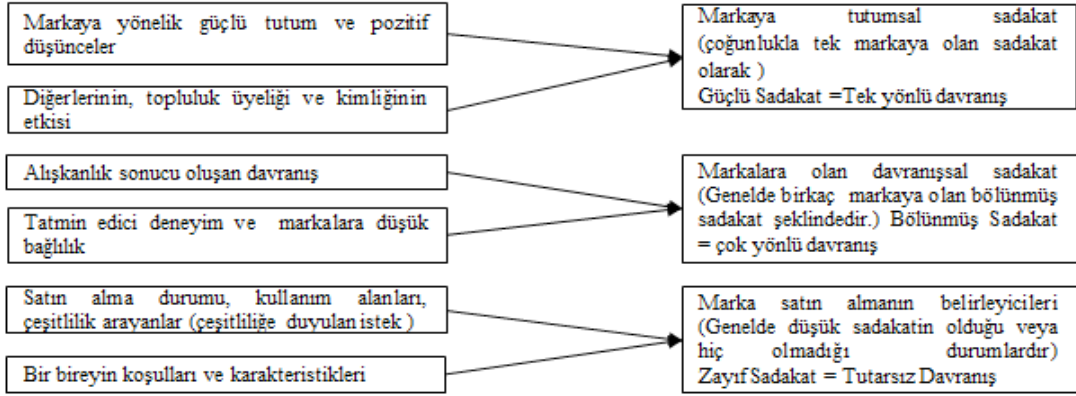 Markaya yönelik güçlü tutum ve pozitif
düşünceler
Diğerlerinin, topluluk üyeliği ve kimliğinin
etkisi
Markaya tutumsal sadakat
(çoğunlukla tek markaya olan sadakat
olarak )
Güçlü Sadakat =Tek yönlü davranış
Alışkanlık sonucu oluşan davranış
Tatmin edici deneyim ve markalara düşük
bağlılık
Markalara olan davranışsal sadakat
(Genelde birkaç markaya olan bölünmüş
sadakat şeklindedir.) Bölünmüş Sadakat
= çok yönlü davranış
Satın alma durumu, kullanım alanları,
çeşitlilik arayanlar (çeşitliliğe duyulan istek )
Bir bireyin koşulları ve karakteristikleri
Marka satın almanın belirleyicileri
(Genelde düşük sadakatin olduğu veya
hiç olmadığı durumlardır)
Zayıf Sadakat = Tutarsız Davranış